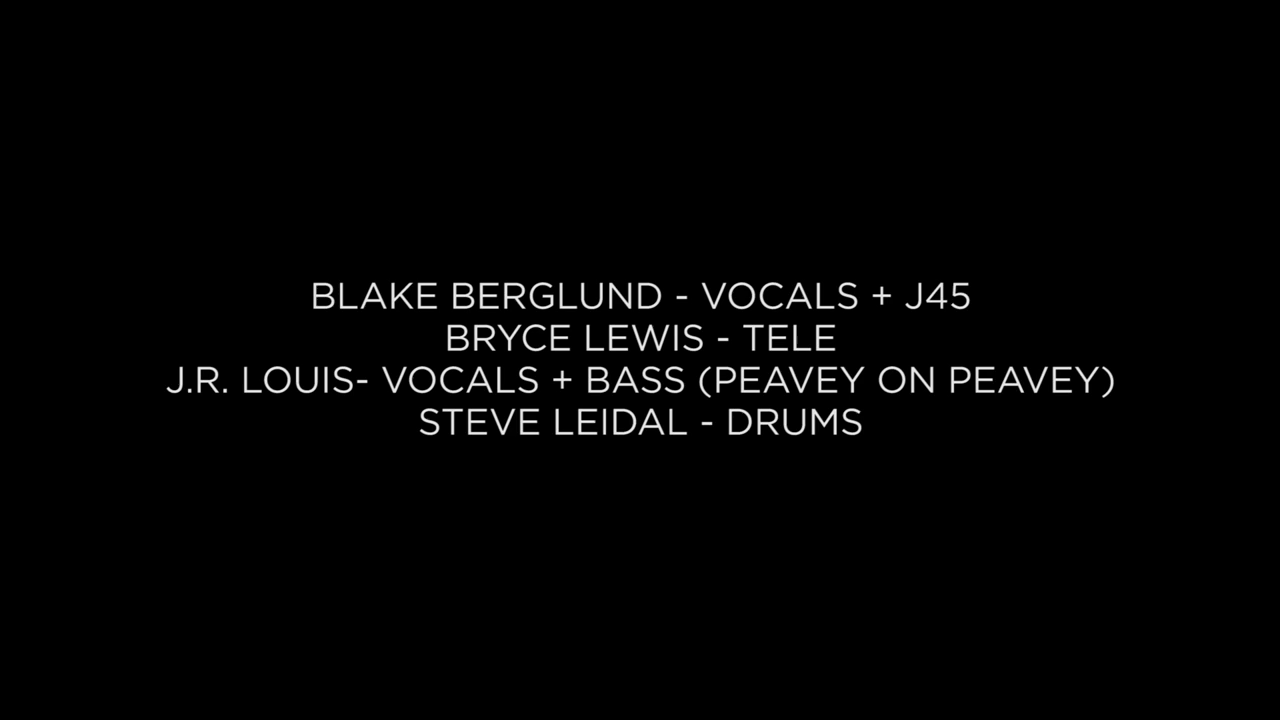 BLAKE BERGLUND - VOCALS + J45
BRYCE LEWIS - TELE
J.R. LOUIS- VOCALS + BASS (PEAVEY ON PEAVEY)
STEVE LEIDAL - DRUMS